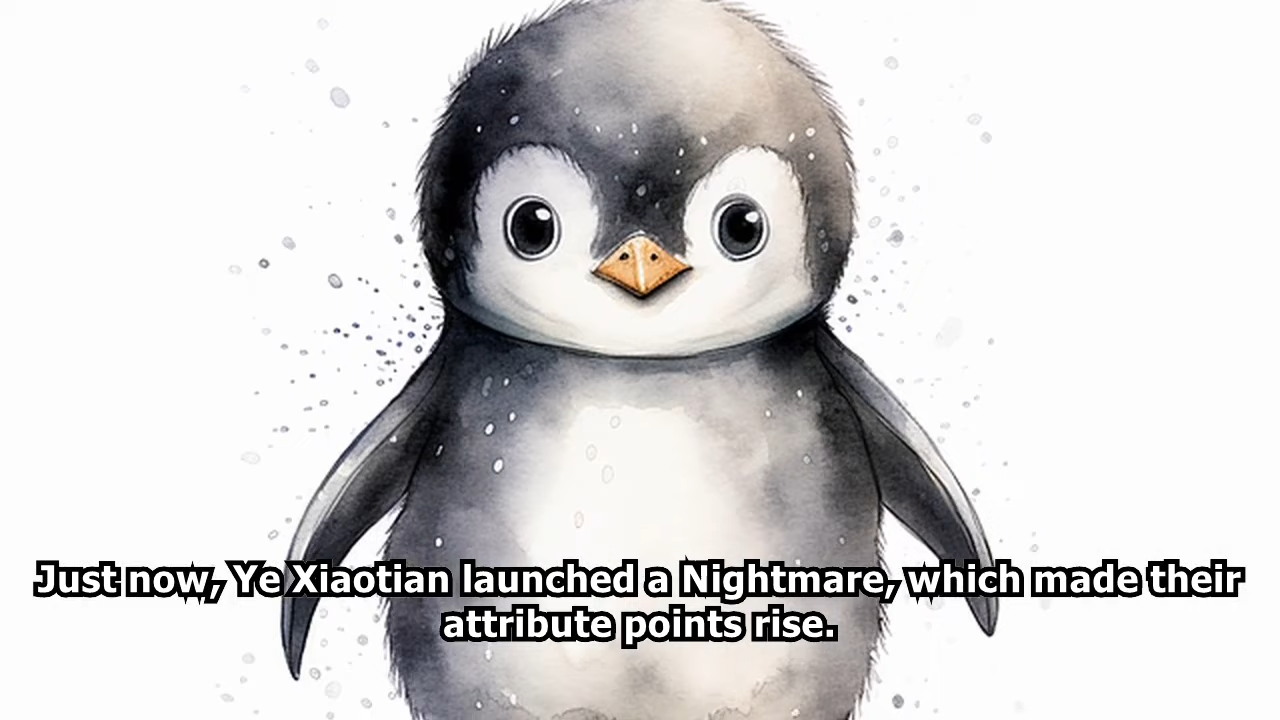 Just now, Ye Xiaotian launched a Nightmare, which made their
attribute points rise.